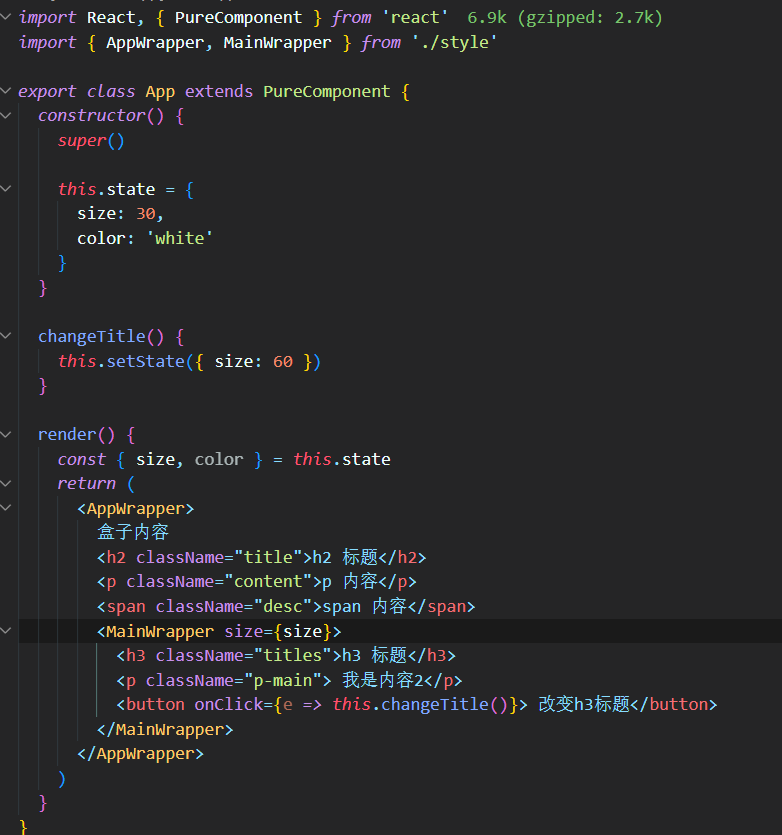 import React, { PureComponent } from 'react'  6.9k (gzipped: 2.7k)
import { AppWrapper, MainWrapper } from './style'

export class App extends PureComponent {
  constructor() {
    super()

    this.state = {
      size: 30,
      color: 'white'
    }
  }

  changeTitle() {
    this.setState({ size: 60 })
  }

  render() {
    const { size, color } = this.state
    return (
      <AppWrapper>
        盒子内容
        <h2 className="title">h2 标题</h2>
        <p className="content">p 内容</p>
        <span className="desc">span 内容</span>
        <MainWrapper size={size}>
          <h3 className="titles">h3 标题</h3>
          <p className="p-main"> 我是内容2</p>
          <button onClick={e => this.changeTitle()}> 改变h3标题</button>
        </MainWrapper>
      </AppWrapper>
    )
  }
}